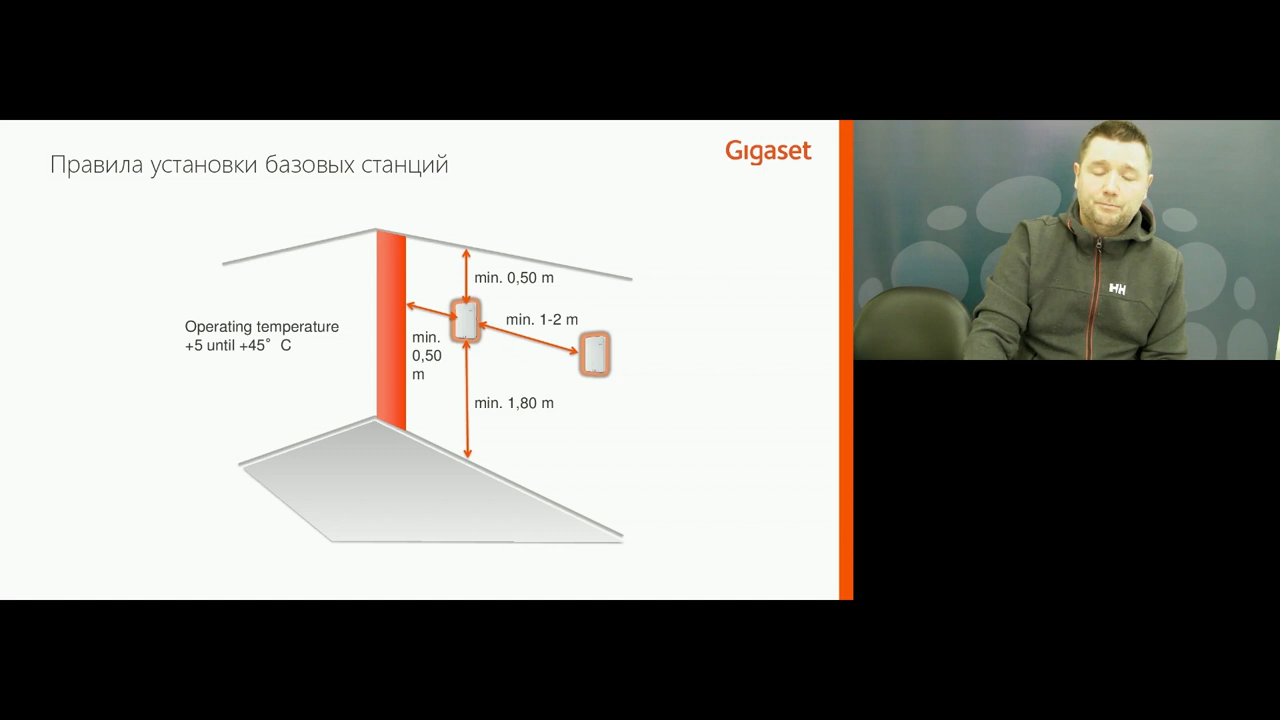 Правила установки базовых станций
Gigaset
min. 0,50 m
min. 1-2 m
Operating temperature
+5 until +45° C
min.
0,50
m
min. 1,80 m
HH